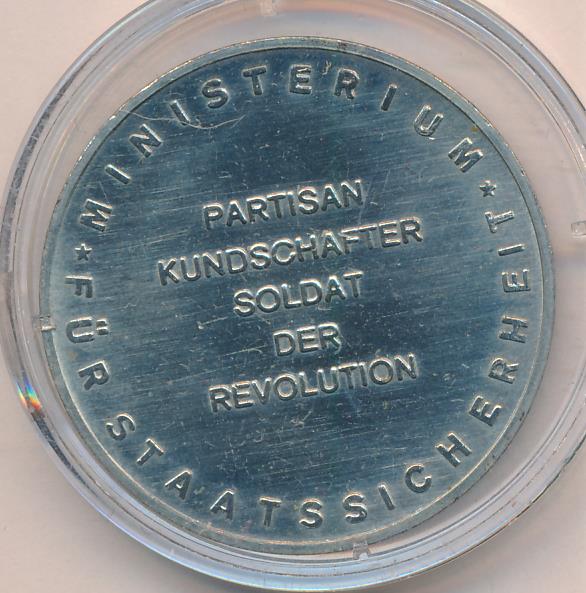 MINISTERIUM
★ FÜR STAATSSICHERHEIT ★
PARTISAN
KUNDSCHAFTER
SOLDAT
DER
REVOLUTION